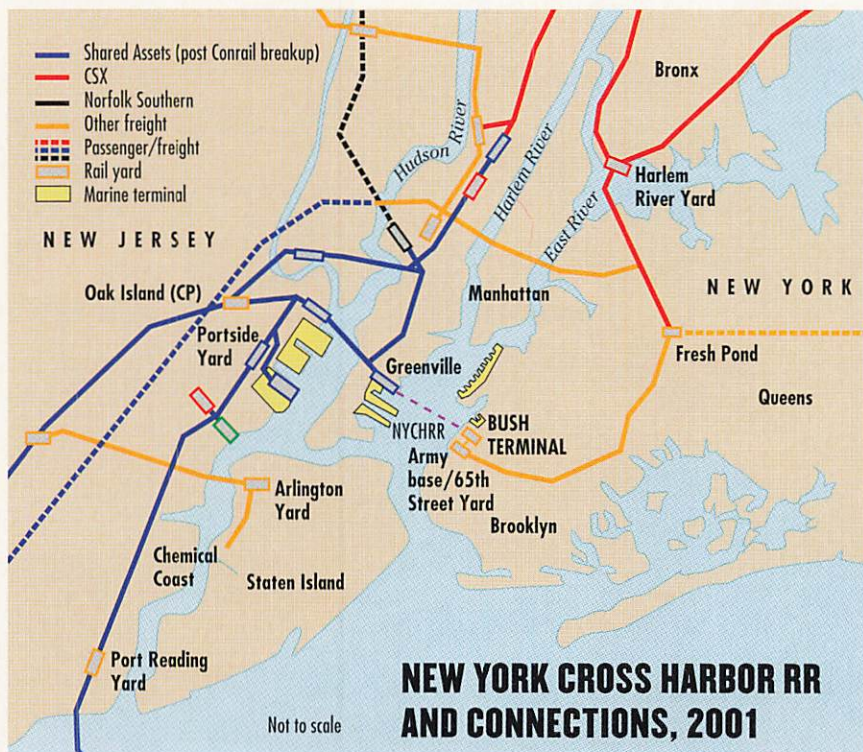 Shared Assets (post Conrail breakup)
CSX
Norfolk Southern
Other freight
Passenger/freight
Rail yard
Marine terminal
Bronx
Hudson River
Harlem River
East River
Harlem
River Yard
NEW JERSEY
Oak Island (CP)
Manhattan
NEW YORK
Portside
Yard
Greenville
Fresh Pond
Queens
NYCHRR
BUSH
TERMINAL
Army
base/65th
Street Yard
Arlington
Yard
Brooklyn
Chemical
Coast
Staten Island
Port Reading
Yard
Not to scale
NEW YORK CROSS HARBOR RR
AND CONNECTIONS, 2001